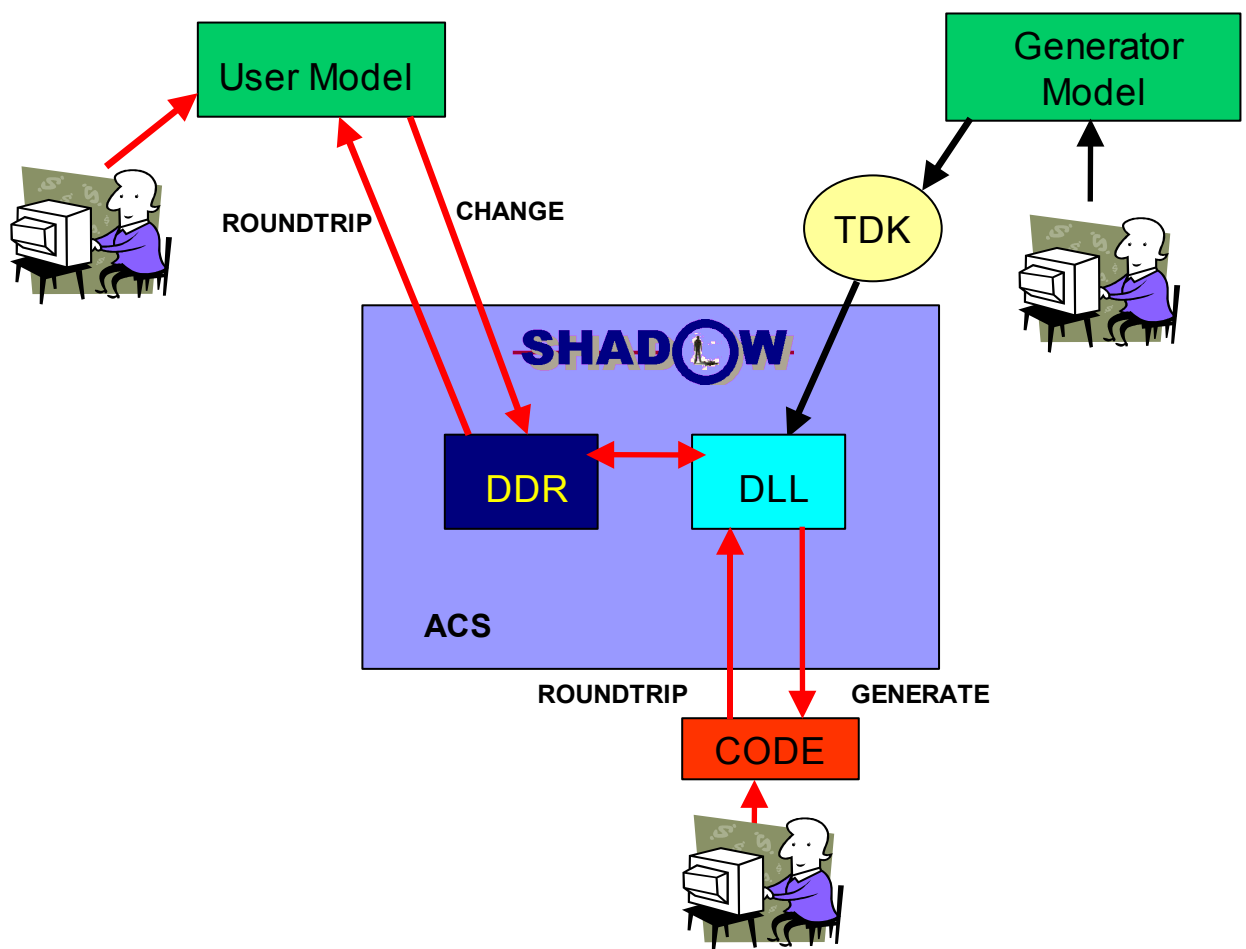 User Model
Generator
Model
ROUNDTRIP
CHANGE
TDK
SHADOW
DDR
DLL
ACS
ROUNDTRIP
GENERATE
CODE